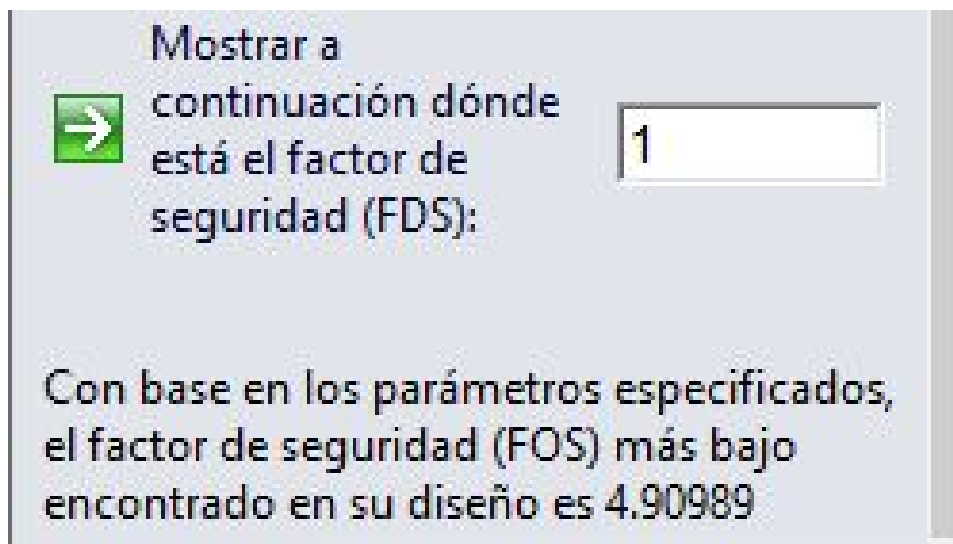 Mostrar a
continuación dónde
está el factor de
seguridad (FDS):
1
Con base en los parámetros especificados,
el factor de seguridad (FOS) más bajo
encontrado en su diseño es 4.90989